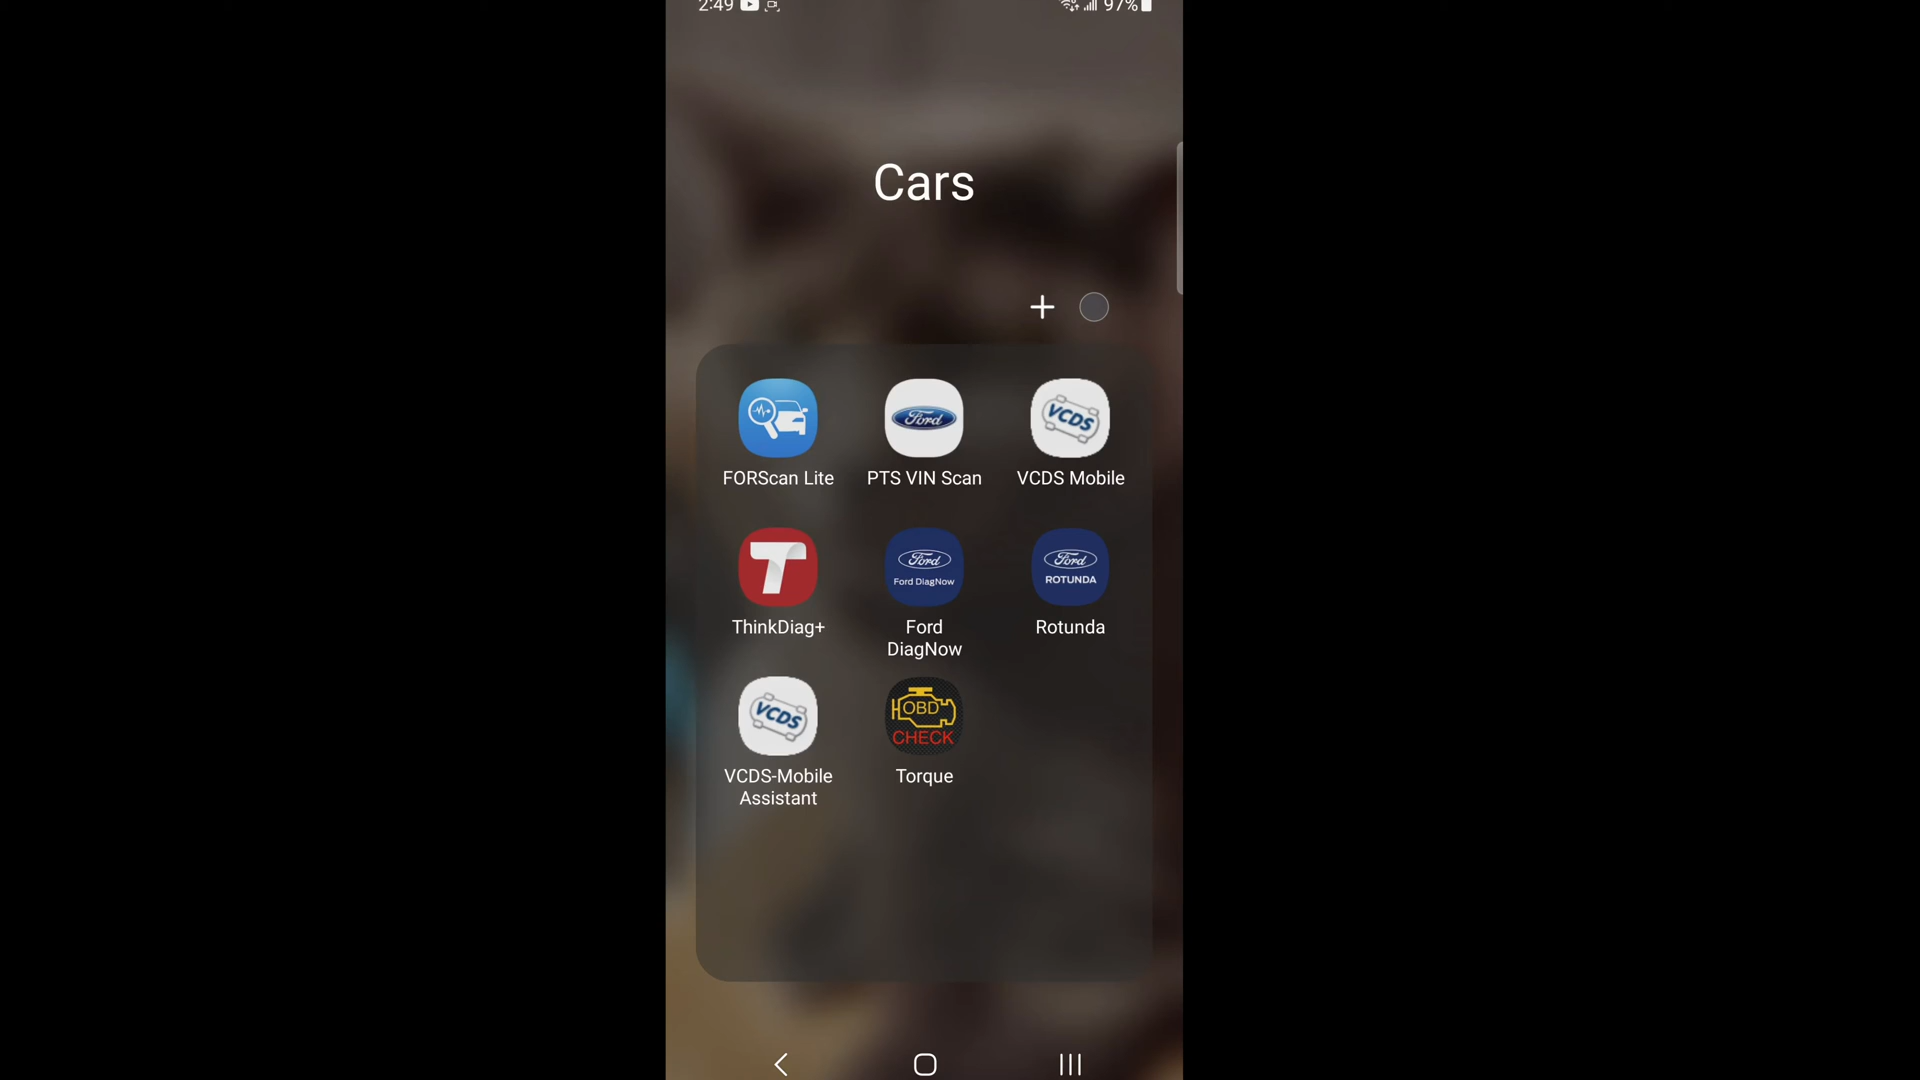 2:49 97%
Cars
FORScan Lite
Ford
PTS VIN Scan
VCDS
VCDS Mobile
T
ThinkDiag+
Ford
Ford DiagNow
Ford
DiagNow
Ford
ROTUNDA
Rotunda
VCDS
VCDS-Mobile
Assistant
OBD
CHECK
Torque